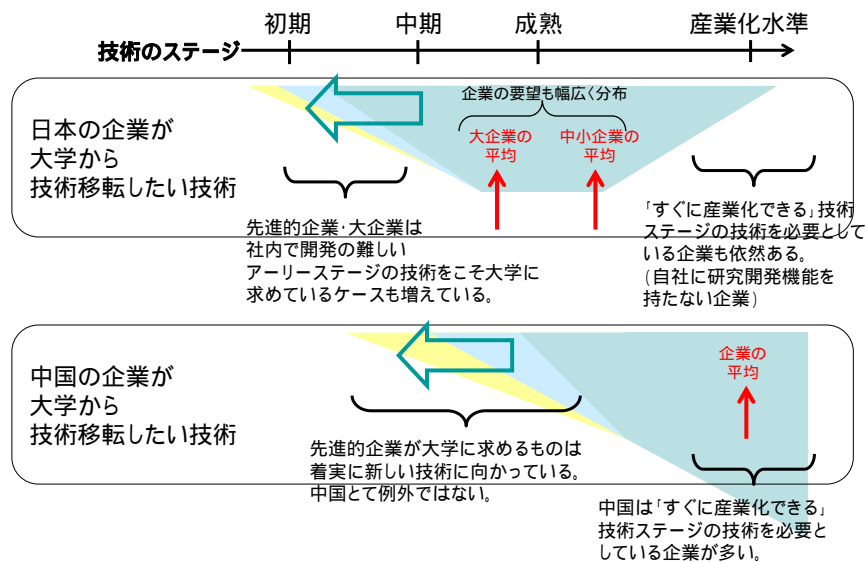 初期
中期
成熟
産業化水準
技術のステージ
企業の要望も幅広く分布
日本の企業が
大学から
技術移転したい技術
大企業の
平均
中小企業の
平均
先進的企業・大企業は
社内で開発の難しい
アーリーステージの技術をこそ大学に
求めているケースも増えている。
「すぐに産業化できる」技術
ステージの技術を必要として
いる企業も依然ある。
(自社に研究開発機能を
持たない企業)
中国の企業が
大学から
技術移転したい技術
企業の
平均
先進的企業が大学に求めるものは
着実に新しい技術に向かっている。
中国とて例外ではない。
中国は「すぐに産業化できる」
技術ステージの技術を必要と
している企業が多い。